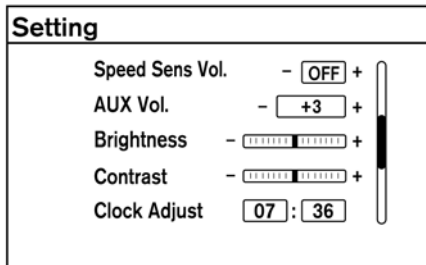 Setting
Speed Sens Vol. - OFF +
AUX Vol. - +3 +
Brightness - +
Contrast - +
Clock Adjust 07 : 36